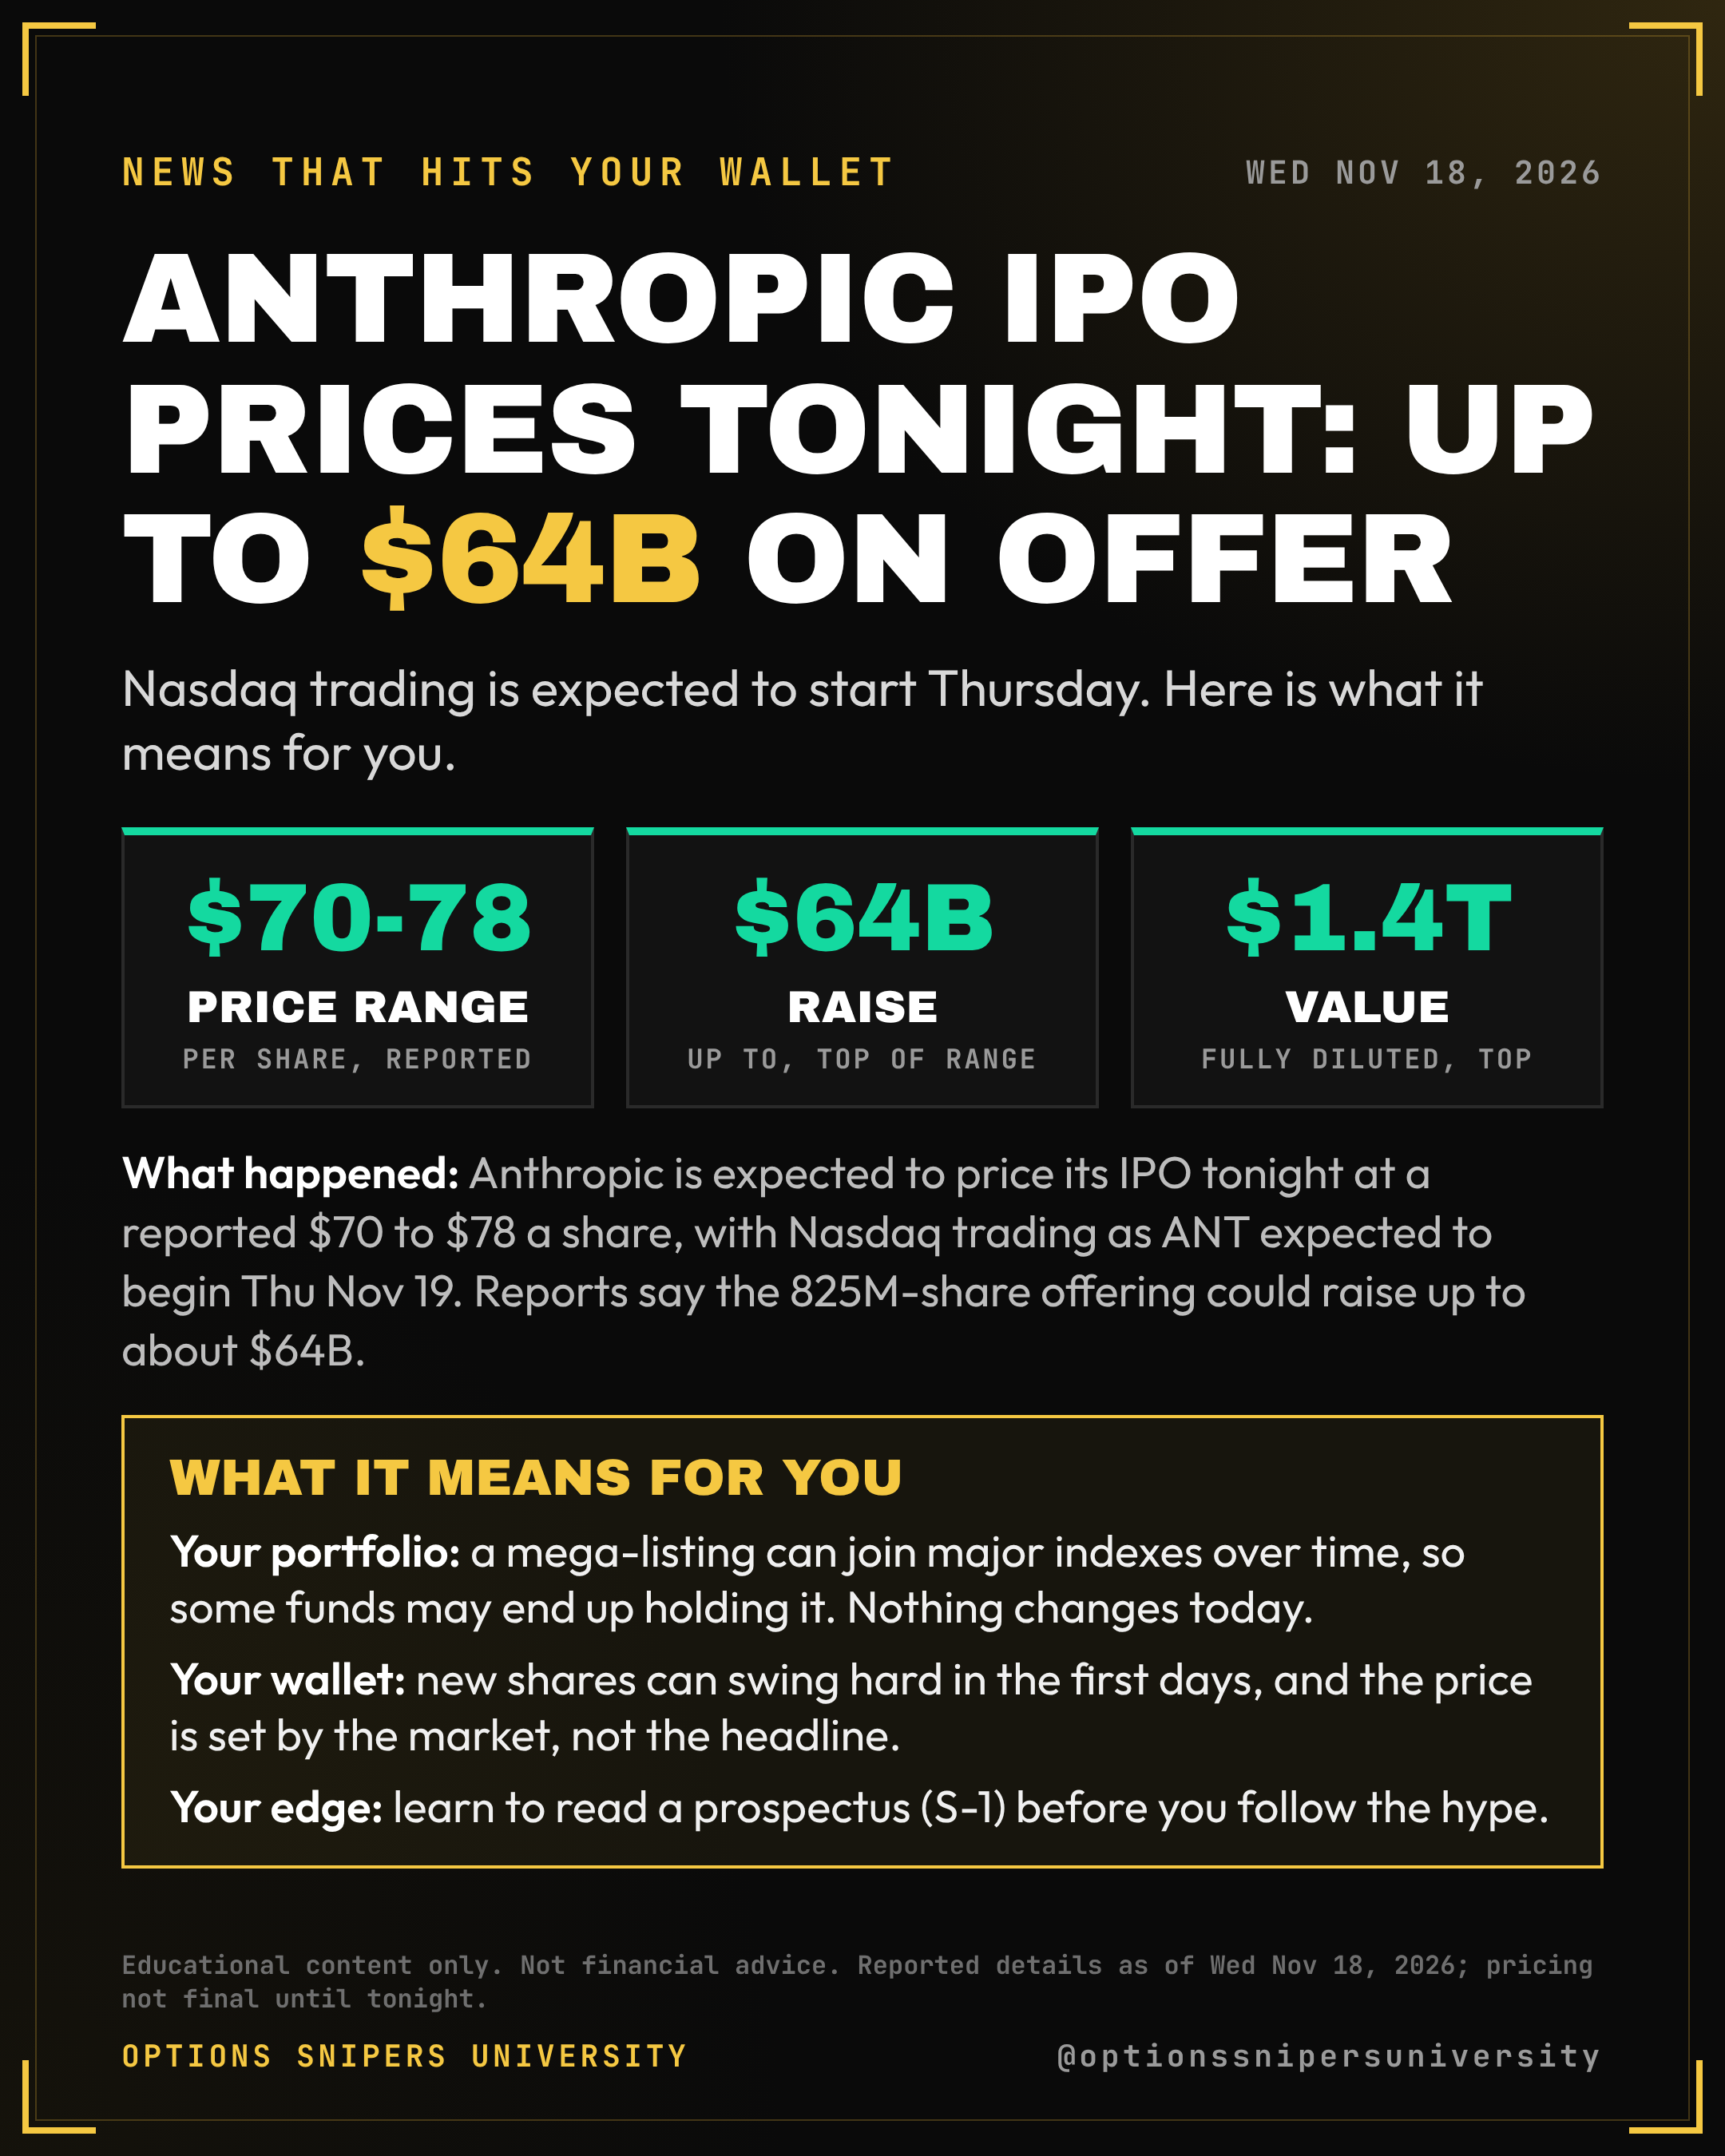 NEWS THAT HITS YOUR WALLET
WED NOV 18, 2026
ANTHROPIC IPO
PRICES TONIGHT: UP
TO $64B ON OFFER
Nasdaq trading is expected to start Thursday. Here is what it
means for you.
$70-78
PRICE RANGE
PER SHARE, REPORTED
$64B
RAISE
UP TO, TOP OF RANGE
$1.4T
VALUE
FULLY DILUTED, TOP
What happened: Anthropic is expected to price its IPO tonight at a
reported $70 to $78 a share, with Nasdaq trading as ANT expected to
begin Thu Nov 19. Reports say the 825M-share offering could raise up to
about $64B.
WHAT IT MEANS FOR YOU
Your portfolio: a mega-listing can join major indexes over time, so
some funds may end up holding it. Nothing changes today.
Your wallet: new shares can swing hard in the first days, and the price
is set by the market, not the headline.
Your edge: learn to read a prospectus (S-1) before you follow the hype.
Educational content only. Not financial advice. Reported details as of Wed Nov 18, 2026; pricing
not final until tonight.
OPTIONS SNIPERS UNIVERSITY
@optionssnipersuniversity